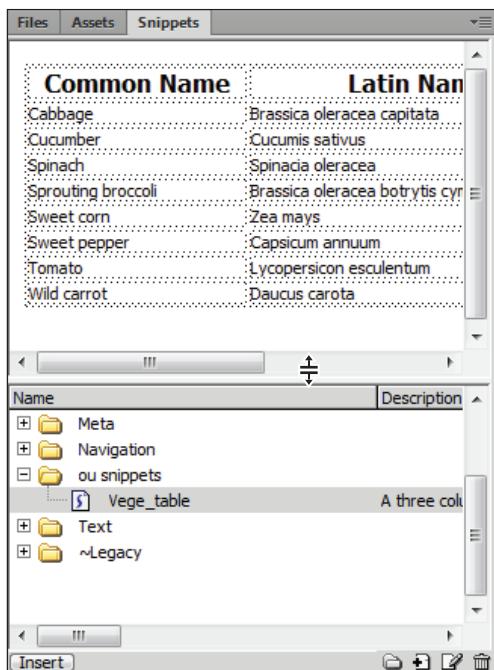 Files Assets Snippets
Common Name Latin Nan
Cabbage Brassica oleracea capitata
Cucumber Cucumis sativus
Spinach Spinacia oleracea
Sprouting broccoli Brassica oleracea botrytis cyr
Sweet corn Zea mays
Sweet pepper Capsicum annuum
Tomato Lycopersicon esculentum
Wild carrot Daucus carota
Name Description
Meta
Navigation
ou snippets
Vege_table A three colu
Text
~Legacy
Insert